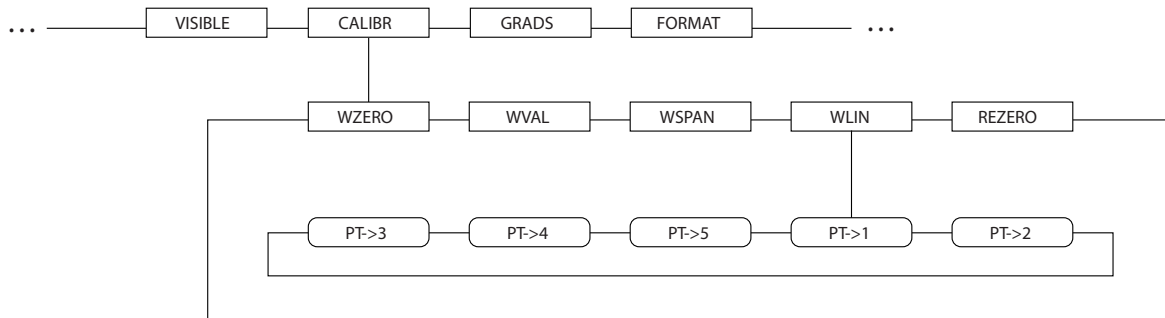 ... VISIBLE CALIBR GRADS FORMAT ...
WZERO WVAL WSPAN WLIN REZERO
PT->3 PT->4 PT->5 PT->1 PT->2